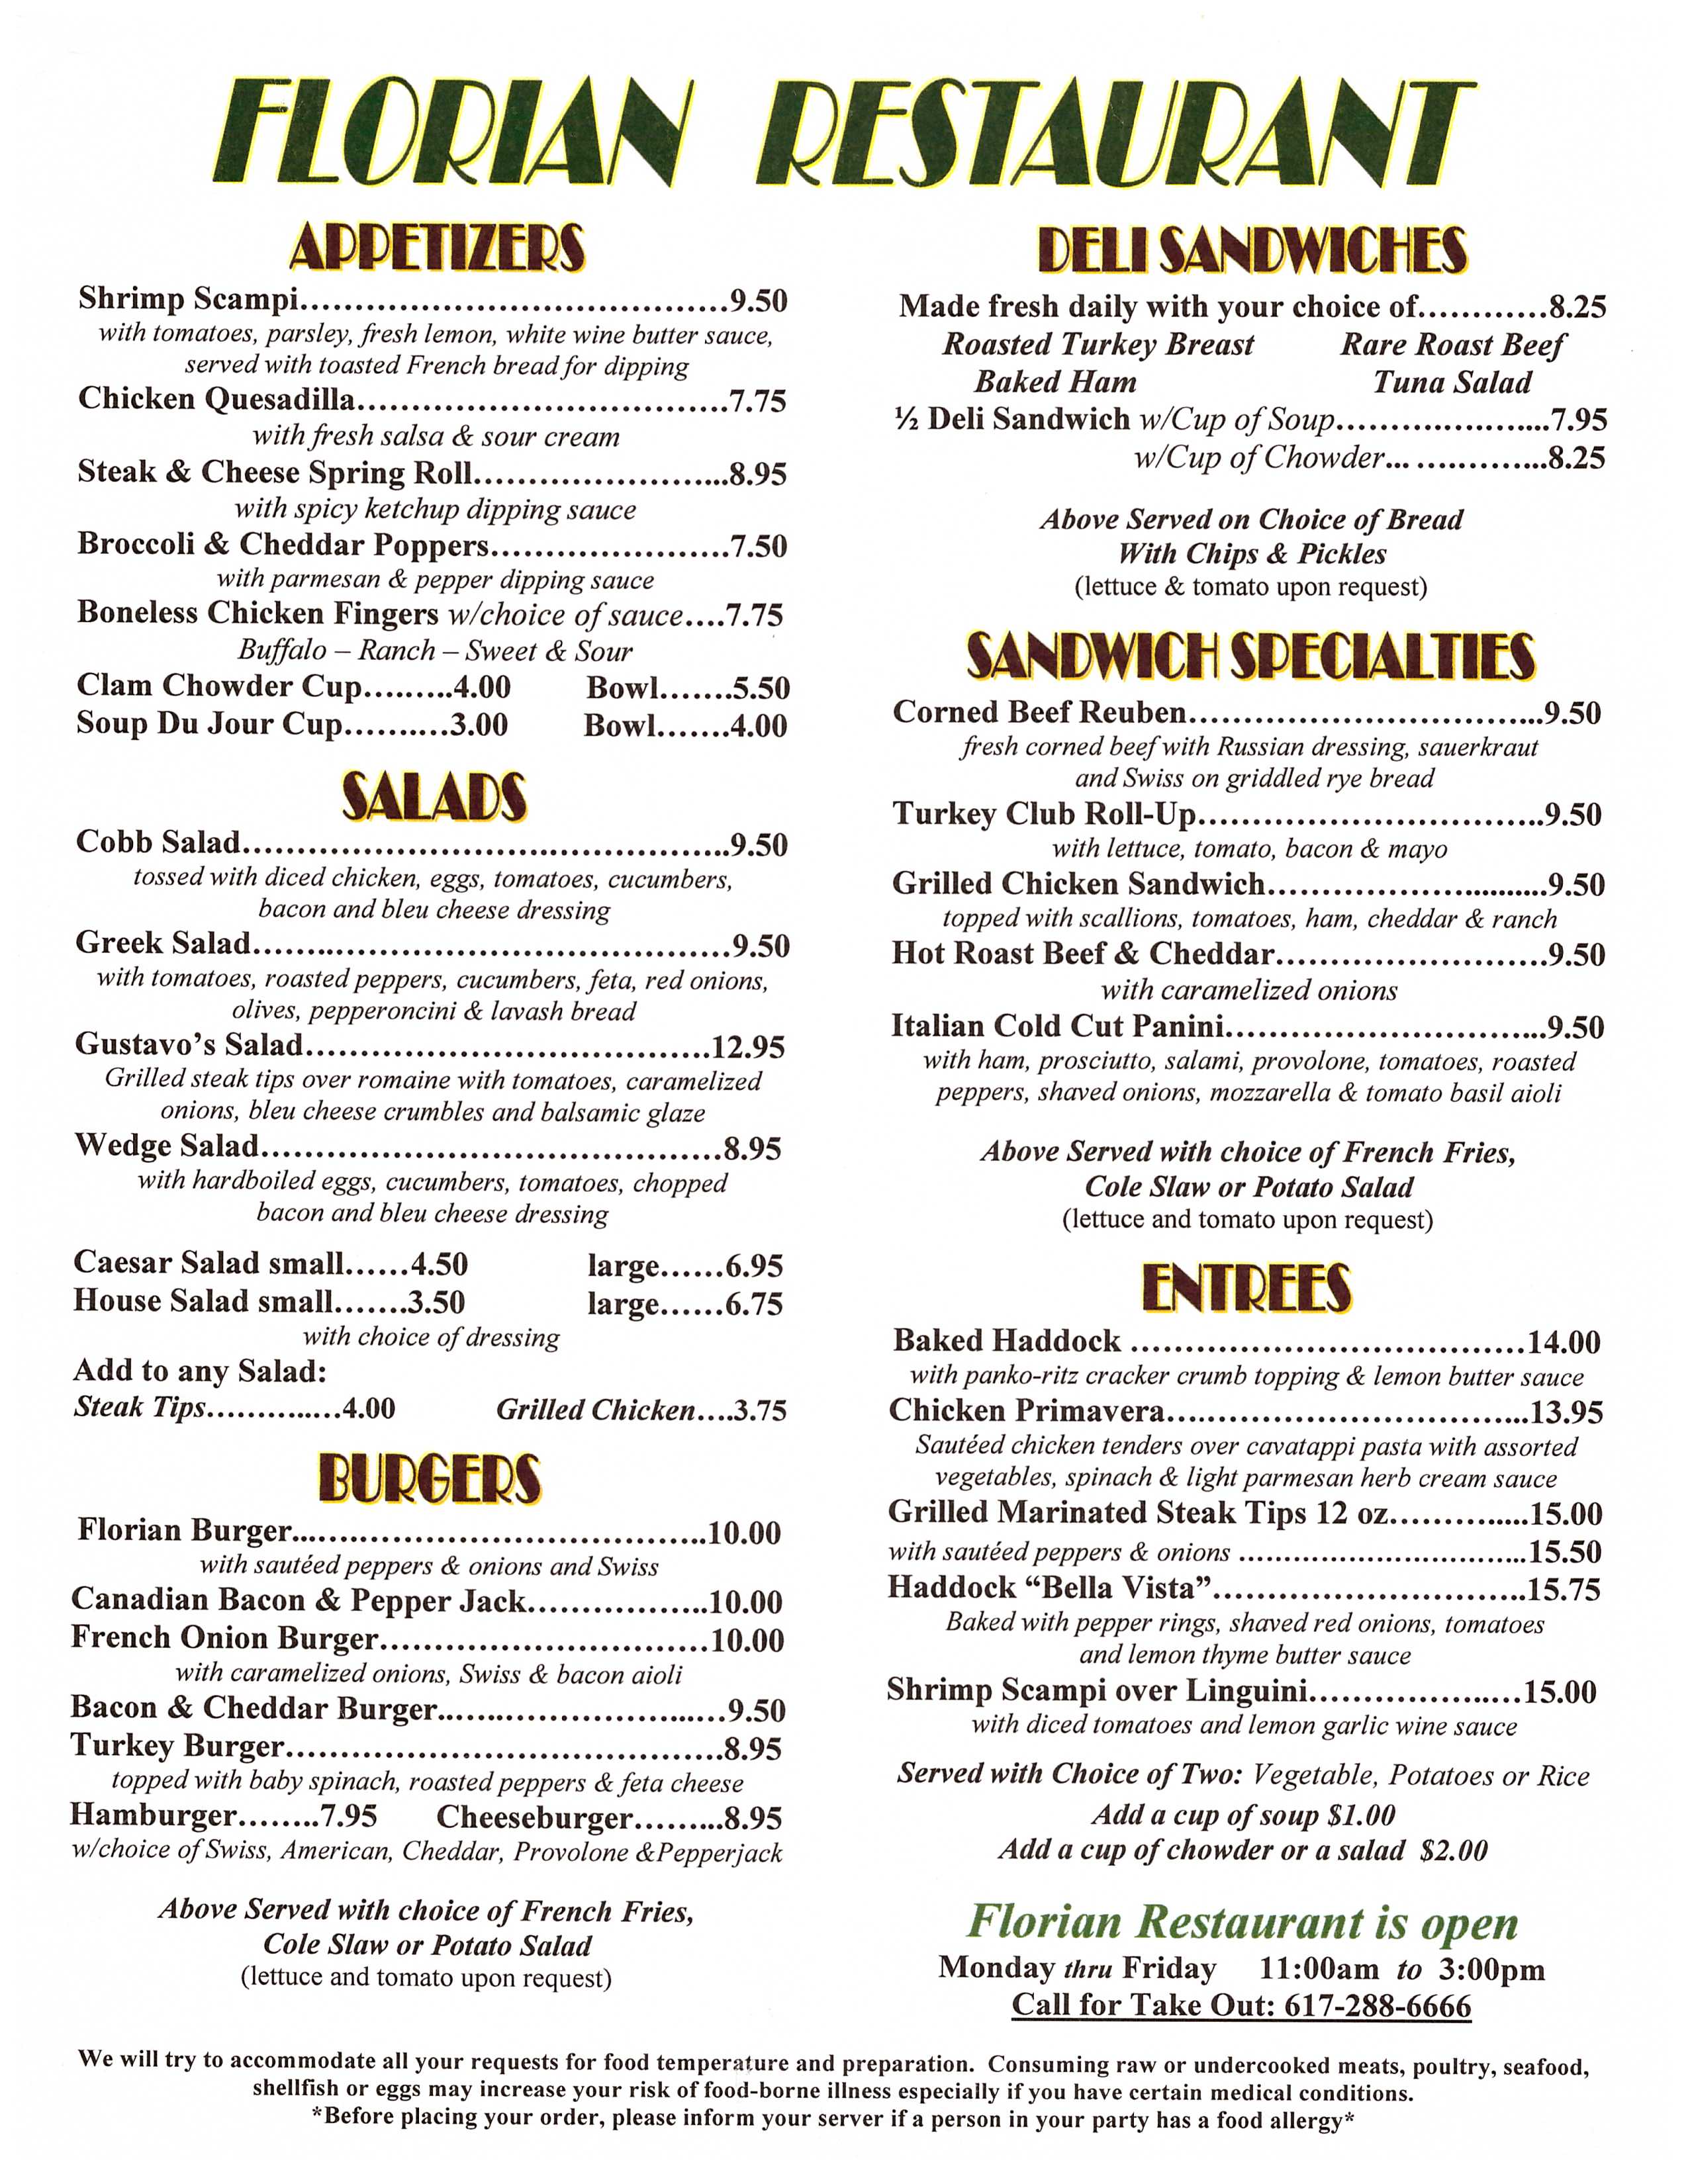 FLORIAN RESTAURANT
APPETIZERS
Shrimp Scampi.......................................9.50
with tomatoes, parsley, fresh lemon, white wine butter sauce,
served with toasted French bread for dipping
Chicken Quesadilla..................................7.75
with fresh salsa & sour cream
Steak & Cheese Spring Roll........................8.95
with spicy ketchup dipping sauce
Broccoli & Cheddar Poppers......................7.50
with parmesan & pepper dipping sauce
Boneless Chicken Fingers w/choice of sauce....7.75
Buffalo – Ranch – Sweet & Sour
Clam Chowder Cup.........4.00 Bowl.......5.50
Soup Du Jour Cup..........3.00 Bowl.......4.00
SALADS
Cobb Salad.............................................9.50
tossed with diced chicken, eggs, tomatoes, cucumbers,
bacon and bleu cheese dressing
Greek Salad............................................9.50
with tomatoes, roasted peppers, cucumbers, feta, red onions,
olives, pepperoncini & lavash bread
Gustavo’s Salad.....................................12.95
Grilled steak tips over romaine with tomatoes, caramelized
onions, bleu cheese crumbles and balsamic glaze
Wedge Salad..........................................8.95
with hardboiled eggs, cucumbers, tomatoes, chopped
bacon and bleu cheese dressing
Caesar Salad small......4.50 large......6.95
House Salad small.......3.50 large......6.75
with choice of dressing
Add to any Salad:
Steak Tips.............4.00 Grilled Chicken....3.75
BURGERS
Florian Burger......................................10.00
with sautéed peppers & onions and Swiss
Canadian Bacon & Pepper Jack.................10.00
French Onion Burger..............................10.00
with caramelized onions, Swiss & bacon aioli
Bacon & Cheddar Burger...........................9.50
Turkey Burger........................................8.95
topped with baby spinach, roasted peppers & feta cheese
Hamburger........7.95 Cheeseburger.........8.95
w/choice of Swiss, American, Cheddar, Provolone &Pepperjack
Above Served with choice of French Fries,
Cole Slaw or Potato Salad
(lettuce and tomato upon request)
DELI SANDWICHES
Made fresh daily with your choice of............8.25
Roasted Turkey Breast Rare Roast Beef
Baked Ham Tuna Salad
½ Deli Sandwich w/Cup of Soup....................7.95
w/Cup of Chowder... ............8.25
Above Served on Choice of Bread
With Chips & Pickles
(lettuce & tomato upon request)
SANDWICH SPECIALTIES
Corned Beef Reuben.................................9.50
fresh corned beef with Russian dressing, sauerkraut
and Swiss on griddled rye bread
Turkey Club Roll-Up................................9.50
with lettuce, tomato, bacon & mayo
Grilled Chicken Sandwich..........................9.50
topped with scallions, tomatoes, ham, cheddar & ranch
Hot Roast Beef & Cheddar.........................9.50
with caramelized onions
Italian Cold Cut Panini..............................9.50
with ham, prosciutto, salami, provolone, tomatoes, roasted
peppers, shaved onions, mozzarella & tomato basil aioli
Above Served with choice of French Fries,
Cole Slaw or Potato Salad
(lettuce and tomato upon request)
ENTREES
Baked Haddock ....................................14.00
with panko-ritz cracker crumb topping & lemon butter sauce
Chicken Primavera.................................13.95
Sautéed chicken tenders over cavatappi pasta with assorted
vegetables, spinach & light parmesan herb cream sauce
Grilled Marinated Steak Tips 12 oz.............15.00
with sautéed peppers & onions ................................15.50
Haddock “Bella Vista”.............................15.75
Baked with pepper rings, shaved red onions, tomatoes
and lemon thyme butter sauce
Shrimp Scampi over Linguini....................15.00
with diced tomatoes and lemon garlic wine sauce
Served with Choice of Two: Vegetable, Potatoes or Rice
Add a cup of soup $1.00
Add a cup of chowder or a salad $2.00
Florian Restaurant is open
Monday thru Friday 11:00am to 3:00pm
Call for Take Out: 617-288-6666
We will try to accommodate all your requests for food temperature and preparation. Consuming raw or undercooked meats, poultry, seafood,
shellfish or eggs may increase your risk of food-borne illness especially if you have certain medical conditions.
*Before placing your order, please inform your server if a person in your party has a food allergy*